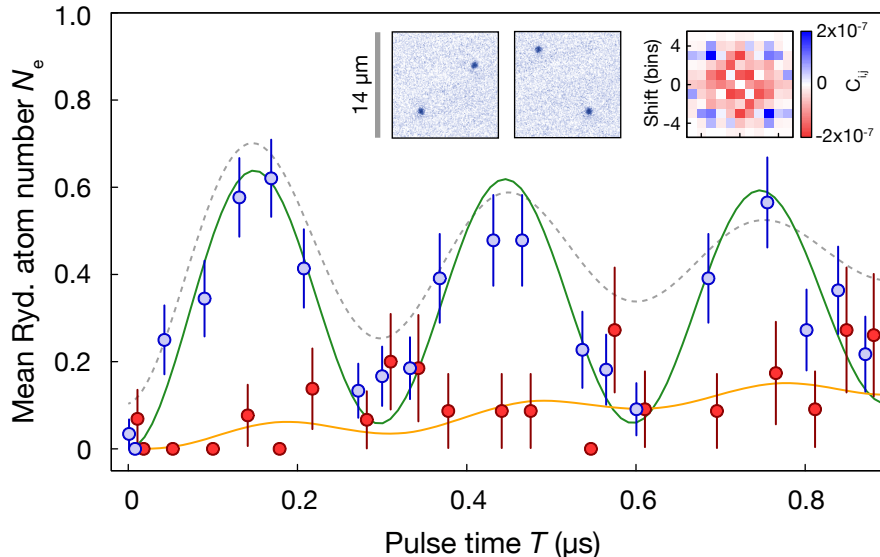 Mean Ryd. atom number Nₑ
1.0
0.8
0.6
0.4
0.2
0
0
0.2
0.4
0.6
0.8
Pulse time T (µs)
14 µm
Shift (bins)
4
0
-4
2x10⁻⁷
0
-2x10⁻⁷
Cᵢ,ⱼ